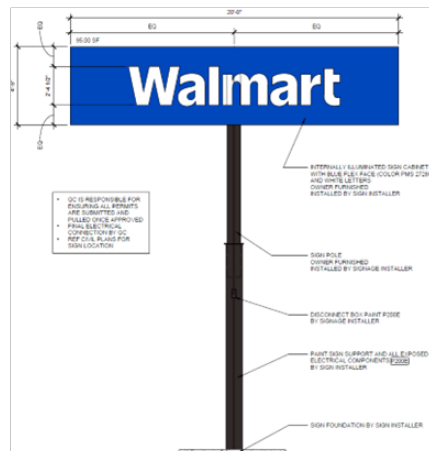 20'-0"
EQ EQ
95.00 SF
EQ
2'-4 1/2"
EQ
Walmart
INTERNALLY ILLUMINATED SIGN CABINET
WITH BLUE FLEX FACE (COLOR PMS 2728
AND WHITE LETTERS
OWNER FURNISHED
INSTALLED BY SIGN INSTALLER
• GC IS RESPONSIBLE FOR
ENSURING ALL PERMITS
ARE SUBMITTED AND
PULLED ONCE APPROVED
• FINAL ELECTRICAL
CONNECTION BY GC
• REF CIVIL PLANS FOR
SIGN LOCATION
SIGN POLE
OWNER FURNISHED
INSTALLED BY SIGNAGE INSTALLER
DISCONNECT BOX PAINT P200E
BY SIGNAGE INSTALLER
PAINT SIGN SUPPORT AND ALL EXPOSED
ELECTRICAL COMPONENTS P200E
BY SIGN INSTALLER
SIGN FOUNDATION BY SIGN INSTALLER